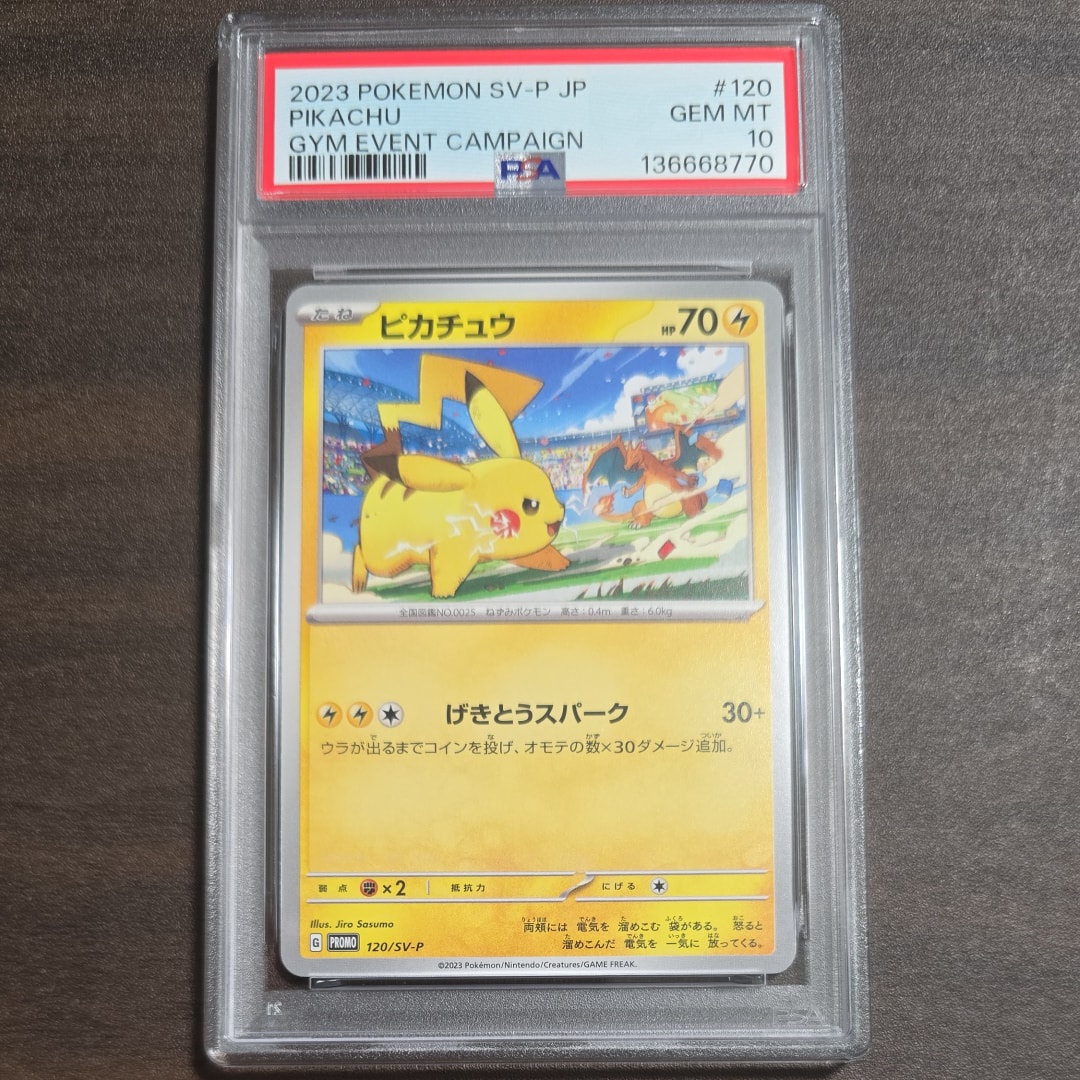 2023 POKEMON SV-P JP #120
PIKACHU GEM MT
GYM EVENT CAMPAIGN 10
PSA 136668770
たね ピカチュウ HP70
全国図鑑NO.0025 ねずみポケモン 高さ:0.4m 重さ:6.0kg
げきとうスパーク 30+
ウラが出るまでコインを投げ、オモテの数×30ダメージ追加。
弱点 ×2 抵抗力 にげる
Illus. Jiro Sasumo
両頬には 電気を 溜めこむ 袋がある。 怒ると
溜めこんだ 電気を 一気に 放ってくる。
G PROMO 120/SV-P
©2023 Pokémon/Nintendo/Creatures/GAME FREAK.